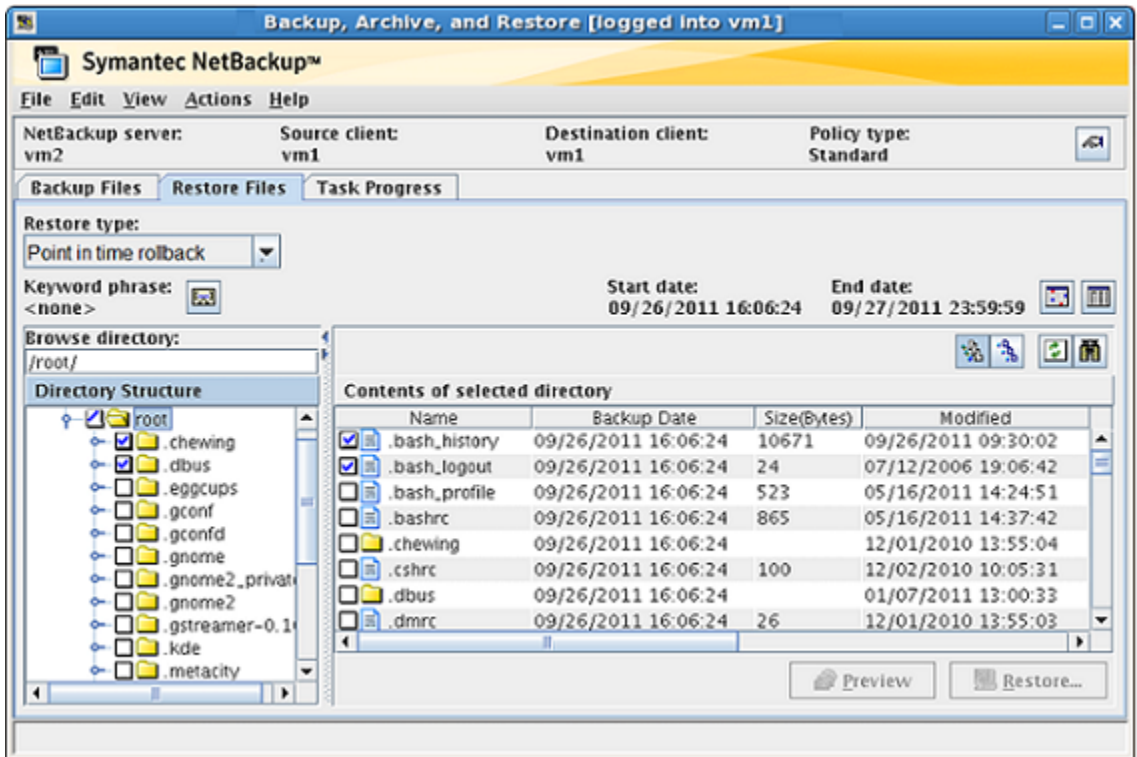 Backup, Archive, and Restore [logged into vm1]
Symantec NetBackup™
File Edit View Actions Help
NetBackup server: Source client: Destination client: Policy type:
vm2 vm1 vm1 Standard
Backup Files Restore Files Task Progress
Restore type:
Point in time rollback
Keyword phrase: Start date: End date:
<none> 09/26/2011 16:06:24 09/27/2011 23:59:59
Browse directory:
/root/
Directory Structure
root
.chewing
.dbus
.eggcups
.gconf
.gconfd
.gnome
.gnome2_privat
.gnome2
.gstreamer-0.1
.kde
.metacity
Contents of selected directory
Name Backup Date Size(Bytes) Modified
.bash_history 09/26/2011 16:06:24 10671 09/26/2011 09:30:02
.bash_logout 09/26/2011 16:06:24 24 07/12/2006 19:06:42
.bash_profile 09/26/2011 16:06:24 523 05/16/2011 14:24:51
.bashrc 09/26/2011 16:06:24 865 05/16/2011 14:37:42
.chewing 09/26/2011 16:06:24 12/01/2010 13:55:04
.cshrc 09/26/2011 16:06:24 100 12/02/2010 10:05:31
.dbus 09/26/2011 16:06:24 01/07/2011 13:00:33
.dmrc 09/26/2011 16:06:24 26 12/01/2010 13:55:03
Preview Restore...